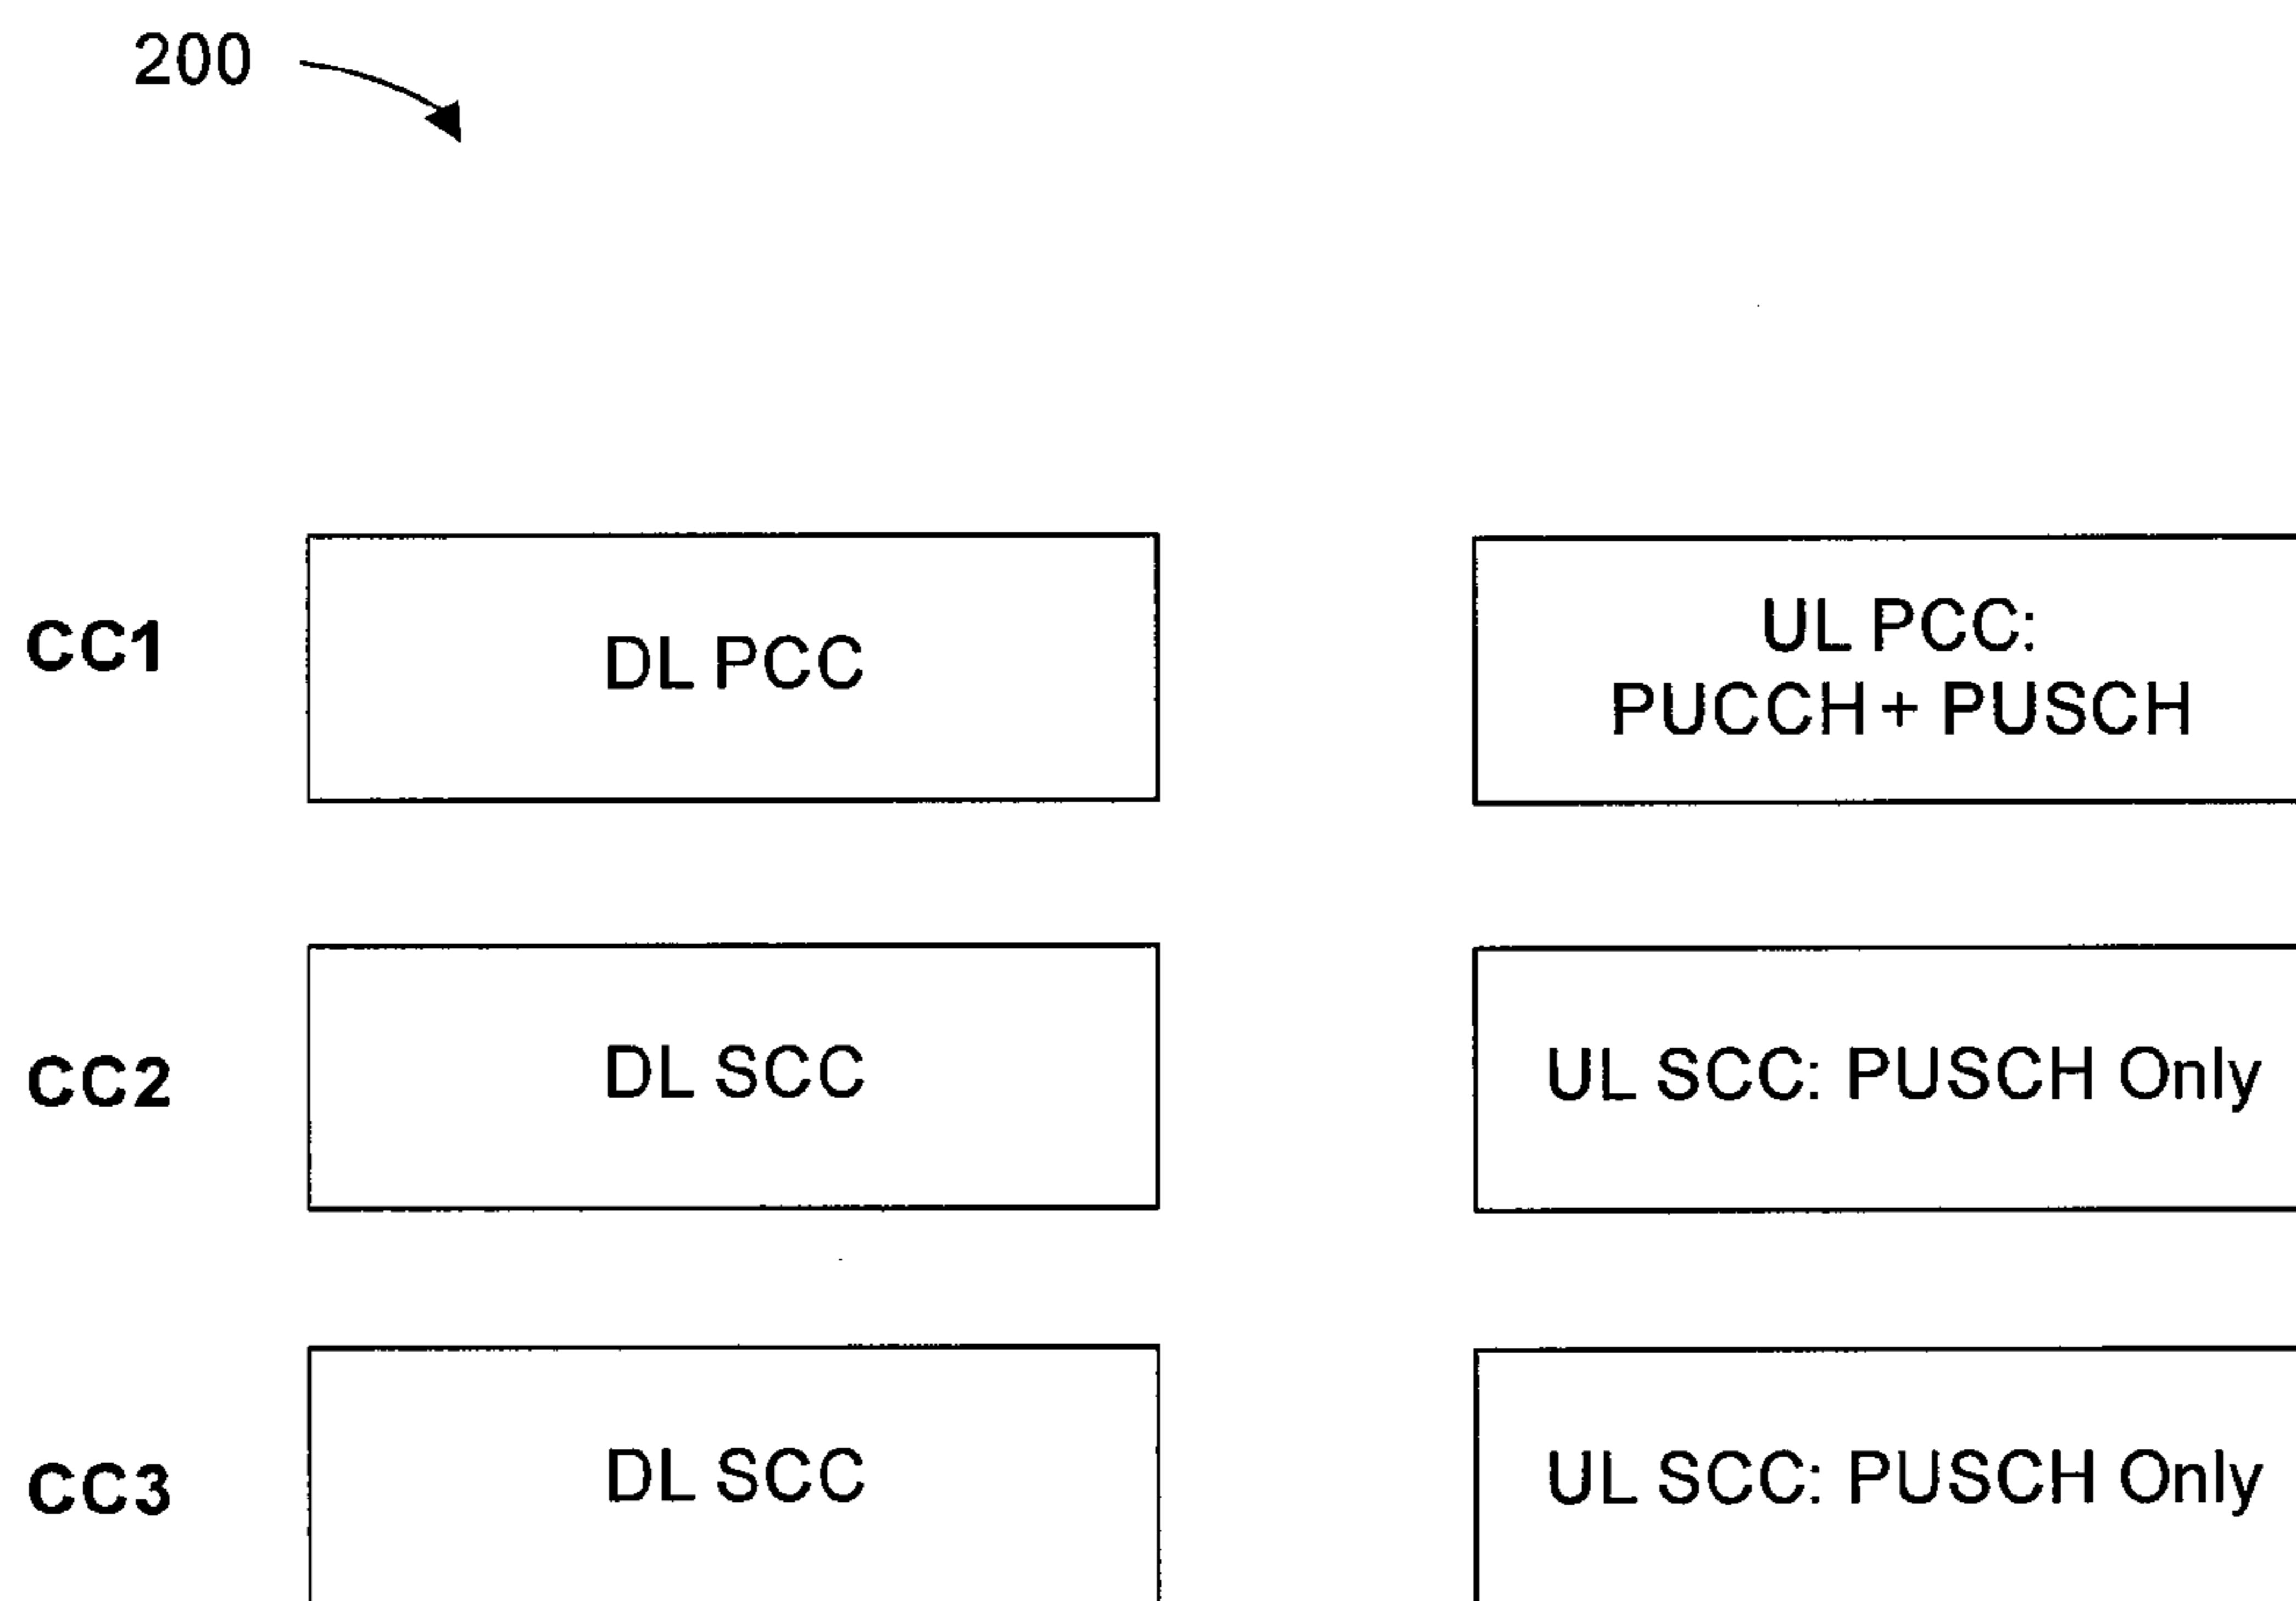 200
CC1
DL PCC
UL PCC:
PUCCH + PUSCH
CC2
DL SCC
UL SCC: PUSCH Only
CC3
DL SCC
UL SCC: PUSCH Only